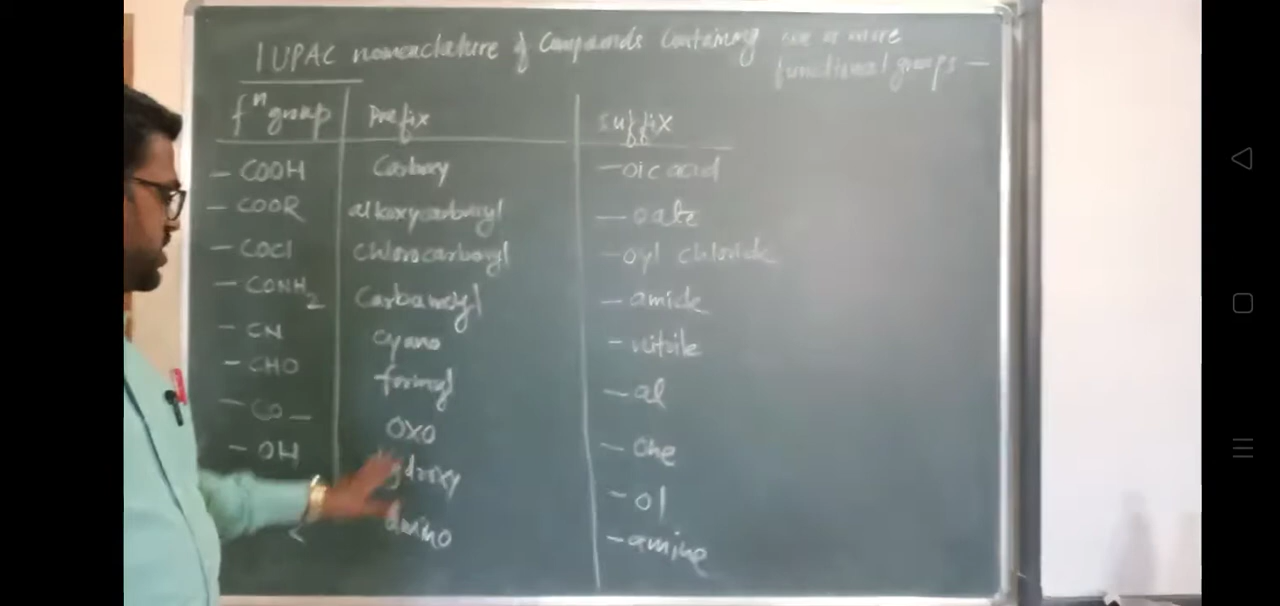 IUPAC nomenclature of Compounds Containing one or more
functional groups —
fⁿ group Prefix Suffix
- COOH Carboxy - oic acid
- COOR alkoxycarbonyl - oate
- COCl Chlorocarbonyl - oyl chloride
- CONH₂ Carbamoyl - amide
- CN Cyano - nitrile
- CHO formyl - al
- CO - OXO - one
- OH - ol
amino - amine